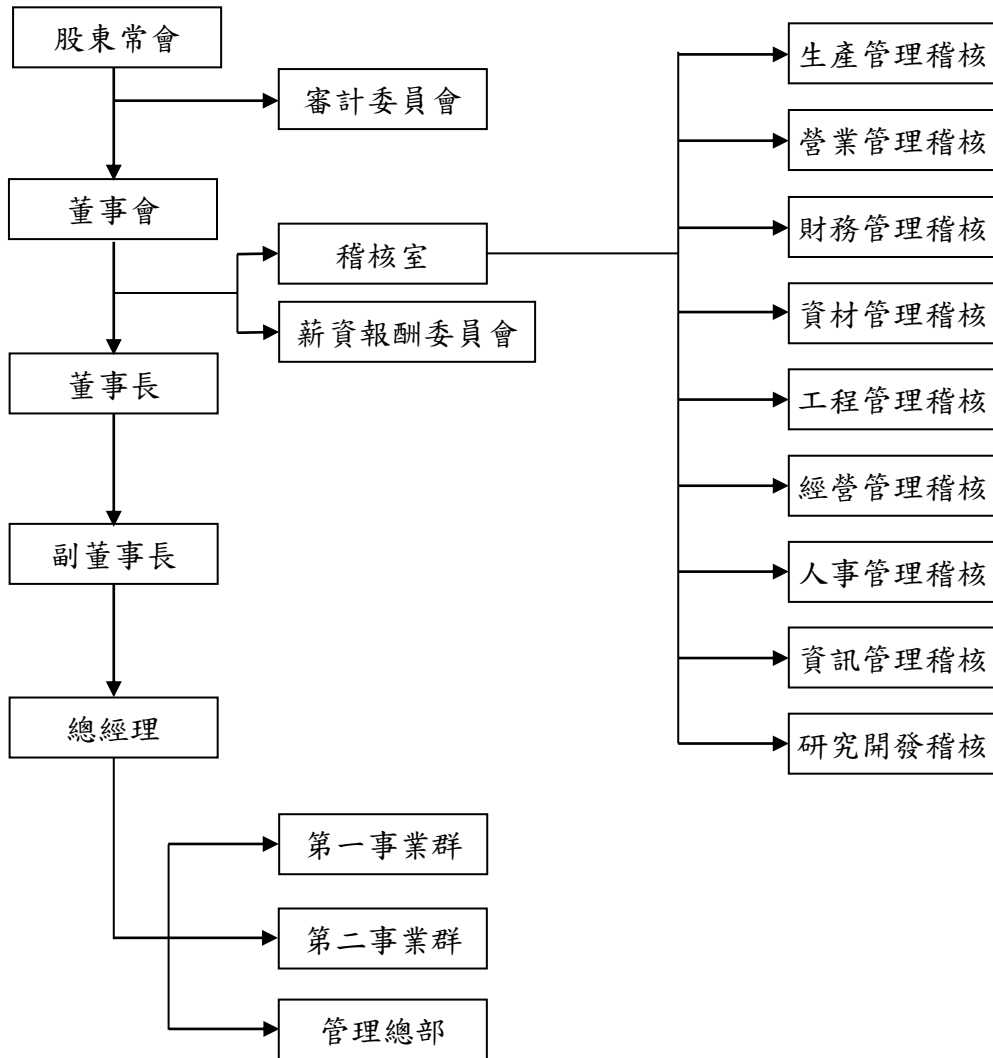 股東常會
審計委員會
董事會
稽核室
薪資報酬委員會
董事長
副董事長
總經理
第一事業群
第二事業群
管理總部
生產管理稽核
營業管理稽核
財務管理稽核
資材管理稽核
工程管理稽核
經營管理稽核
人事管理稽核
資訊管理稽核
研究開發稽核